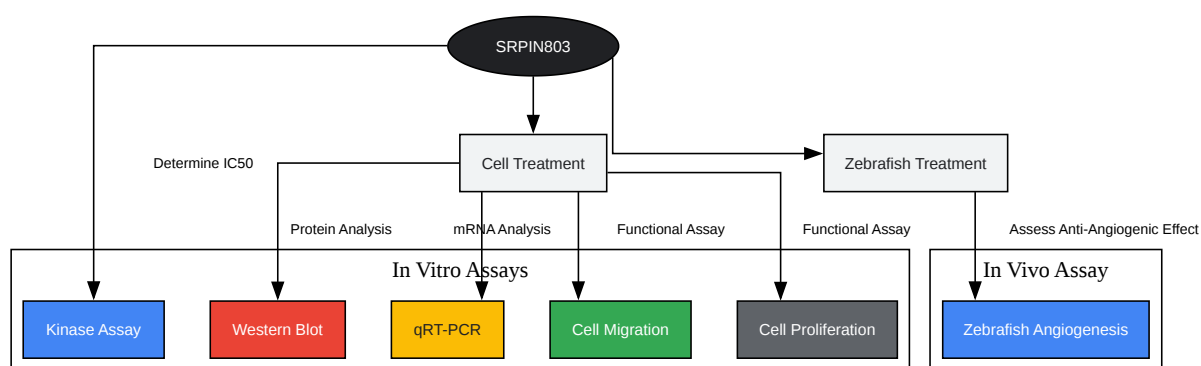 SRPIN803
Cell Treatment
Zebrafish Treatment
Determine IC50
Protein Analysis
mRNA Analysis
Functional Assay
Functional Assay
Assess Anti-Angiogenic Effect
In Vitro Assays
In Vivo Assay
Kinase Assay
Western Blot
qRT-PCR
Cell Migration
Cell Proliferation
Zebrafish Angiogenesis